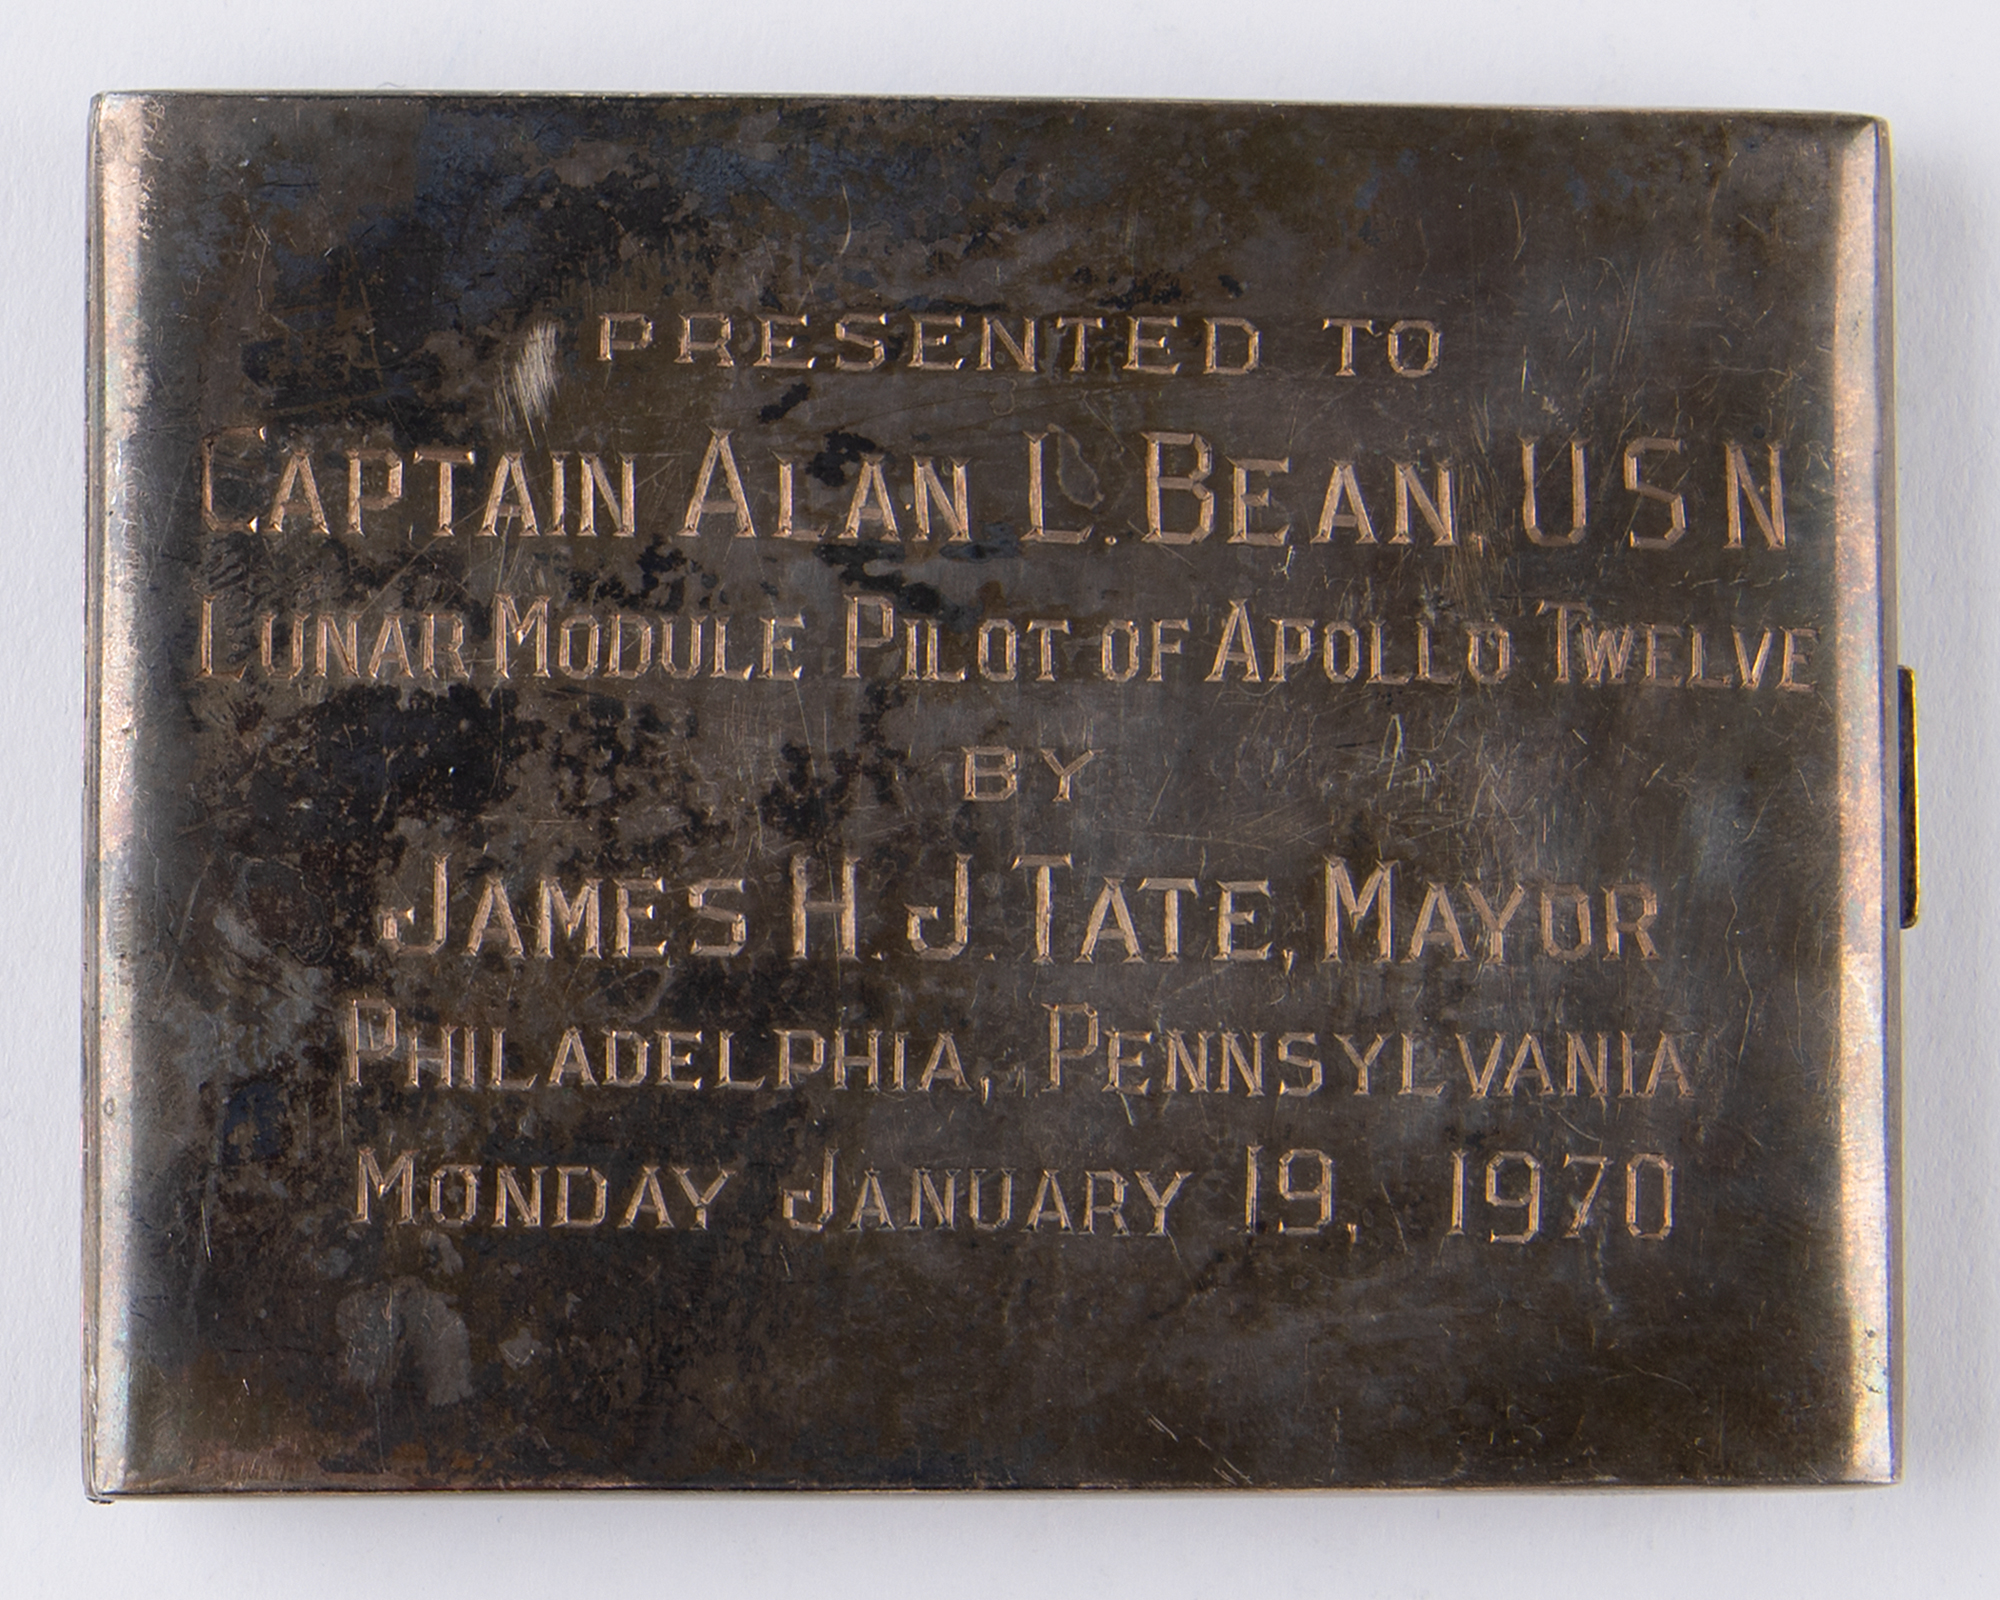 PRESENTED TO
CAPTAIN ALAN L. BEAN. USN
LUNAR MODULE PILOT OF APOLLO TWELVE
BY
JAMES H. J. TATE, MAYOR
PHILADELPHIA, PENNSYLVANIA
MONDAY JANUARY 19, 1970